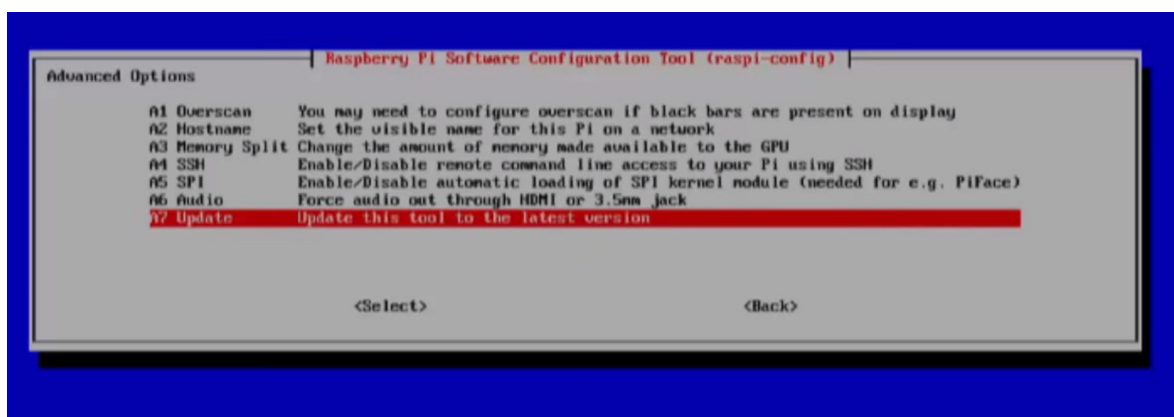 Raspberry Pi Software Configuration Tool (raspi-config)
Advanced Options
A1 Overscan You may need to configure overscan if black bars are present on display
A2 Hostname Set the visible name for this Pi on a network
A3 Memory Split Change the amount of memory made available to the GPU
A4 SSH Enable/Disable remote command line access to your Pi using SSH
A5 SPI Enable/Disable automatic loading of SPI kernel module (needed for e.g. PiFace)
A6 Audio Force audio out through HDMI or 3.5mm jack
A7 Update Update this tool to the latest version
<Select> <Back>